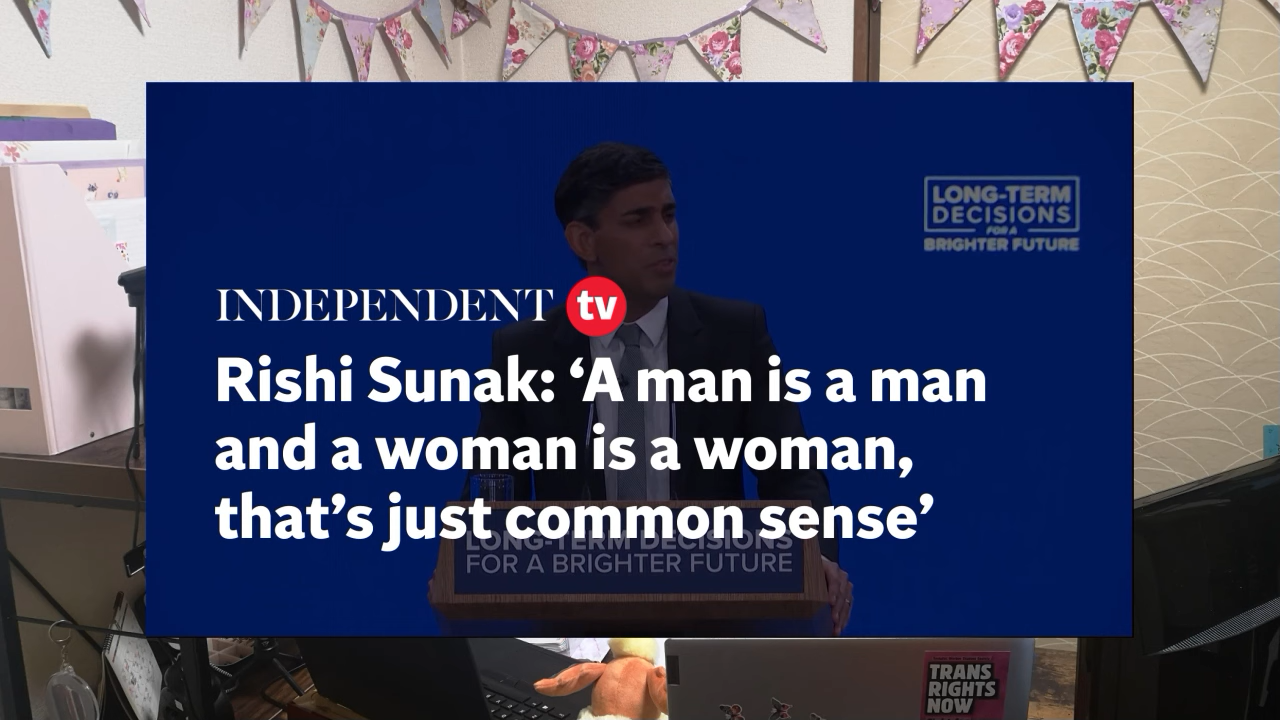 LONG-TERM
DECISIONS
FOR A
BRIGHTER FUTURE
INDEPENDENT tv
Rishi Sunak: ‘A man is a man
and a woman is a woman,
that’s just common sense’
LONG-TERM DECISIONS
FOR A BRIGHTER FUTURE
TRANS
RIGHTS
NOW